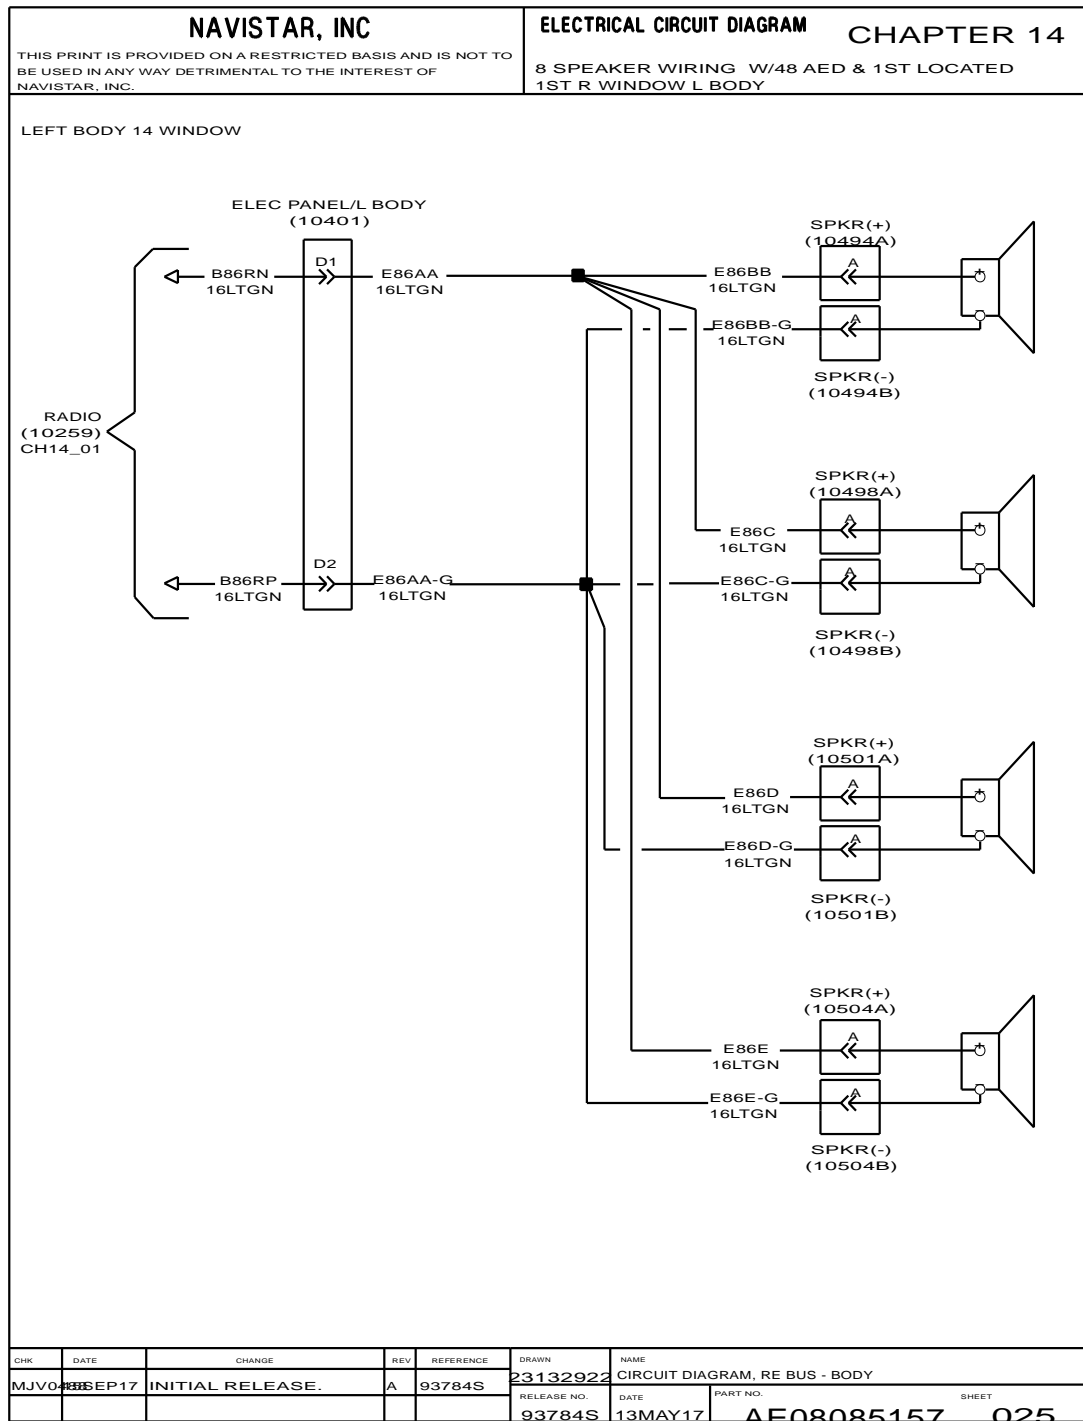 NAVISTAR, INC
THIS PRINT IS PROVIDED ON A RESTRICTED BASIS AND IS NOT TO
BE USED IN ANY WAY DETRIMENTAL TO THE INTEREST OF
NAVISTAR, INC.
ELECTRICAL CIRCUIT DIAGRAM
CHAPTER 14
8 SPEAKER WIRING W/48 AED & 1ST LOCATED
1ST R WINDOW L BODY
LEFT BODY 14 WINDOW
ELEC PANEL/L BODY
(10401)
RADIO
(10259)
CH14_01
B86RN
16LTGN
D1
E86AA
16LTGN
B86RP
16LTGN
D2
E86AA-G
16LTGN
SPKR(+)
(10494A)
E86BB
16LTGN
A
+
E86BB-G
16LTGN
A
-
SPKR(-)
(10494B)
SPKR(+)
(10498A)
E86C
16LTGN
A
+
E86C-G
16LTGN
A
-
SPKR(-)
(10498B)
SPKR(+)
(10501A)
E86D
16LTGN
A
+
E86D-G
16LTGN
A
-
SPKR(-)
(10501B)
SPKR(+)
(10504A)
E86E
16LTGN
A
+
E86E-G
16LTGN
A
-
SPKR(-)
(10504B)
CHK DATE CHANGE REV REFERENCE
INITIAL RELEASE. A 93784S
DRAWN
23132922
NAME
CIRCUIT DIAGRAM, RE BUS - BODY
RELEASE NO.
93784S
DATE
13MAY17
PART NO.
AE08085157
SHEET
025